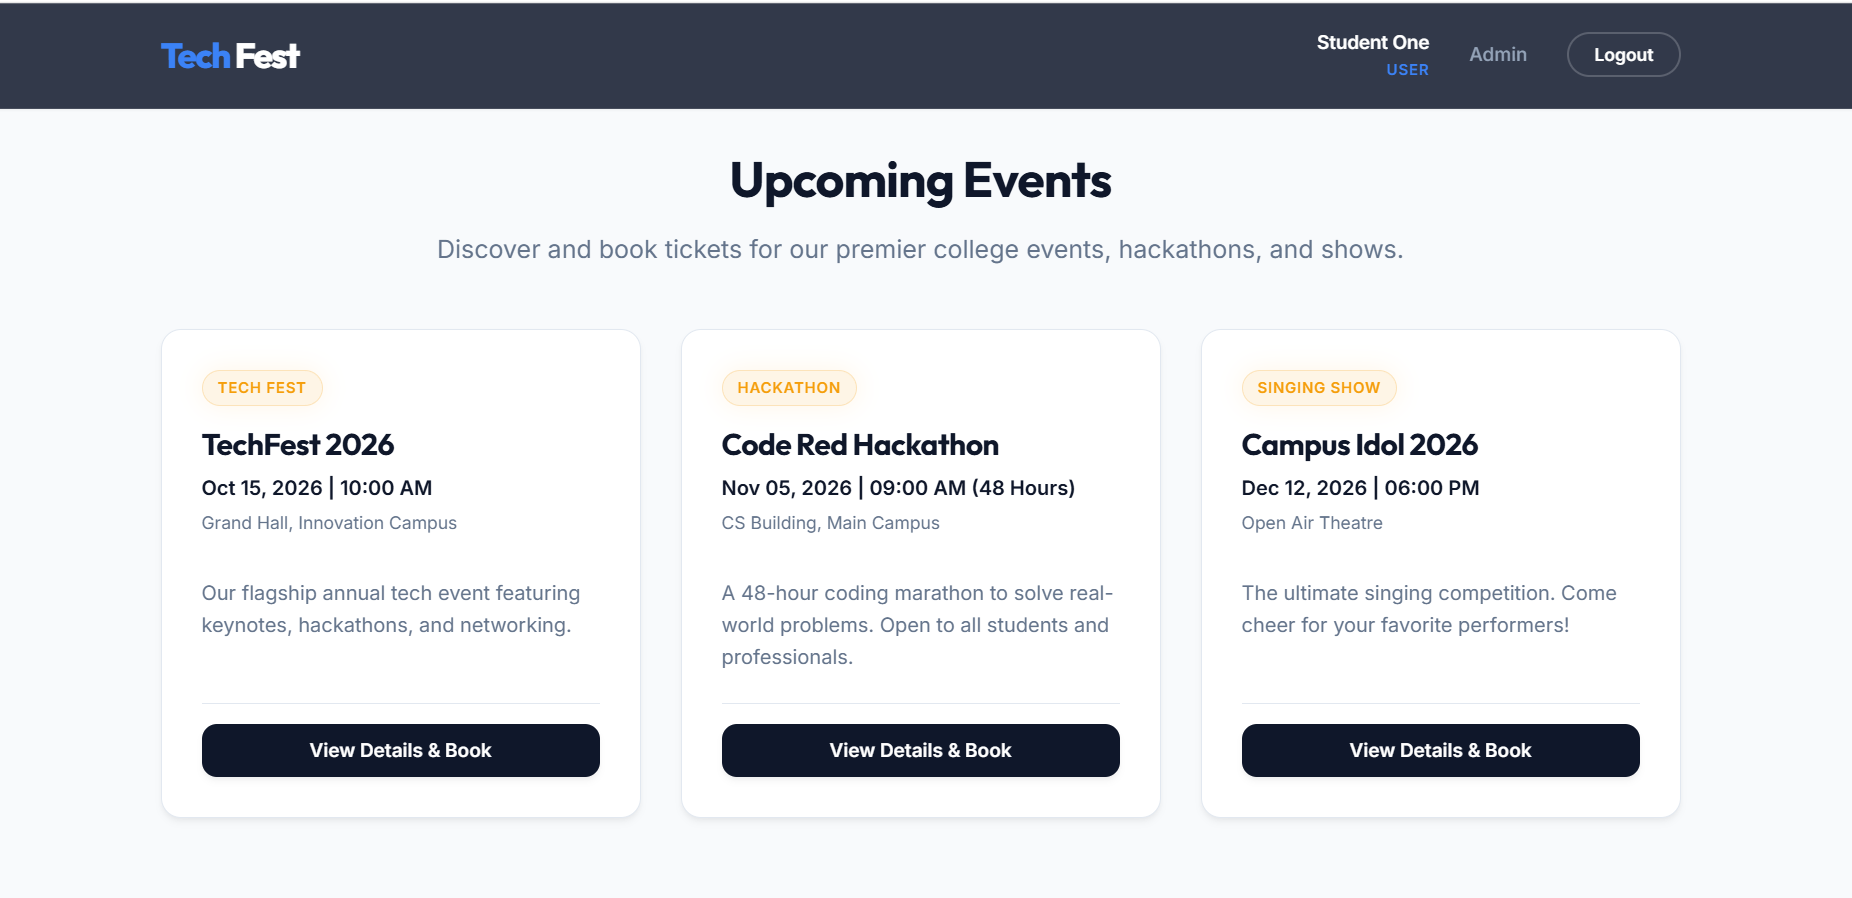 Tech Fest
Student One
USER
Admin
Logout
Upcoming Events
Discover and book tickets for our premier college events, hackathons, and shows.
TECH FEST
TechFest 2026
Oct 15, 2026 | 10:00 AM
Grand Hall, Innovation Campus
Our flagship annual tech event featuring
keynotes, hackathons, and networking.
View Details & Book
HACKATHON
Code Red Hackathon
Nov 05, 2026 | 09:00 AM (48 Hours)
CS Building, Main Campus
A 48-hour coding marathon to solve real-
world problems. Open to all students and
professionals.
View Details & Book
SINGING SHOW
Campus Idol 2026
Dec 12, 2026 | 06:00 PM
Open Air Theatre
The ultimate singing competition. Come
cheer for your favorite performers!
View Details & Book